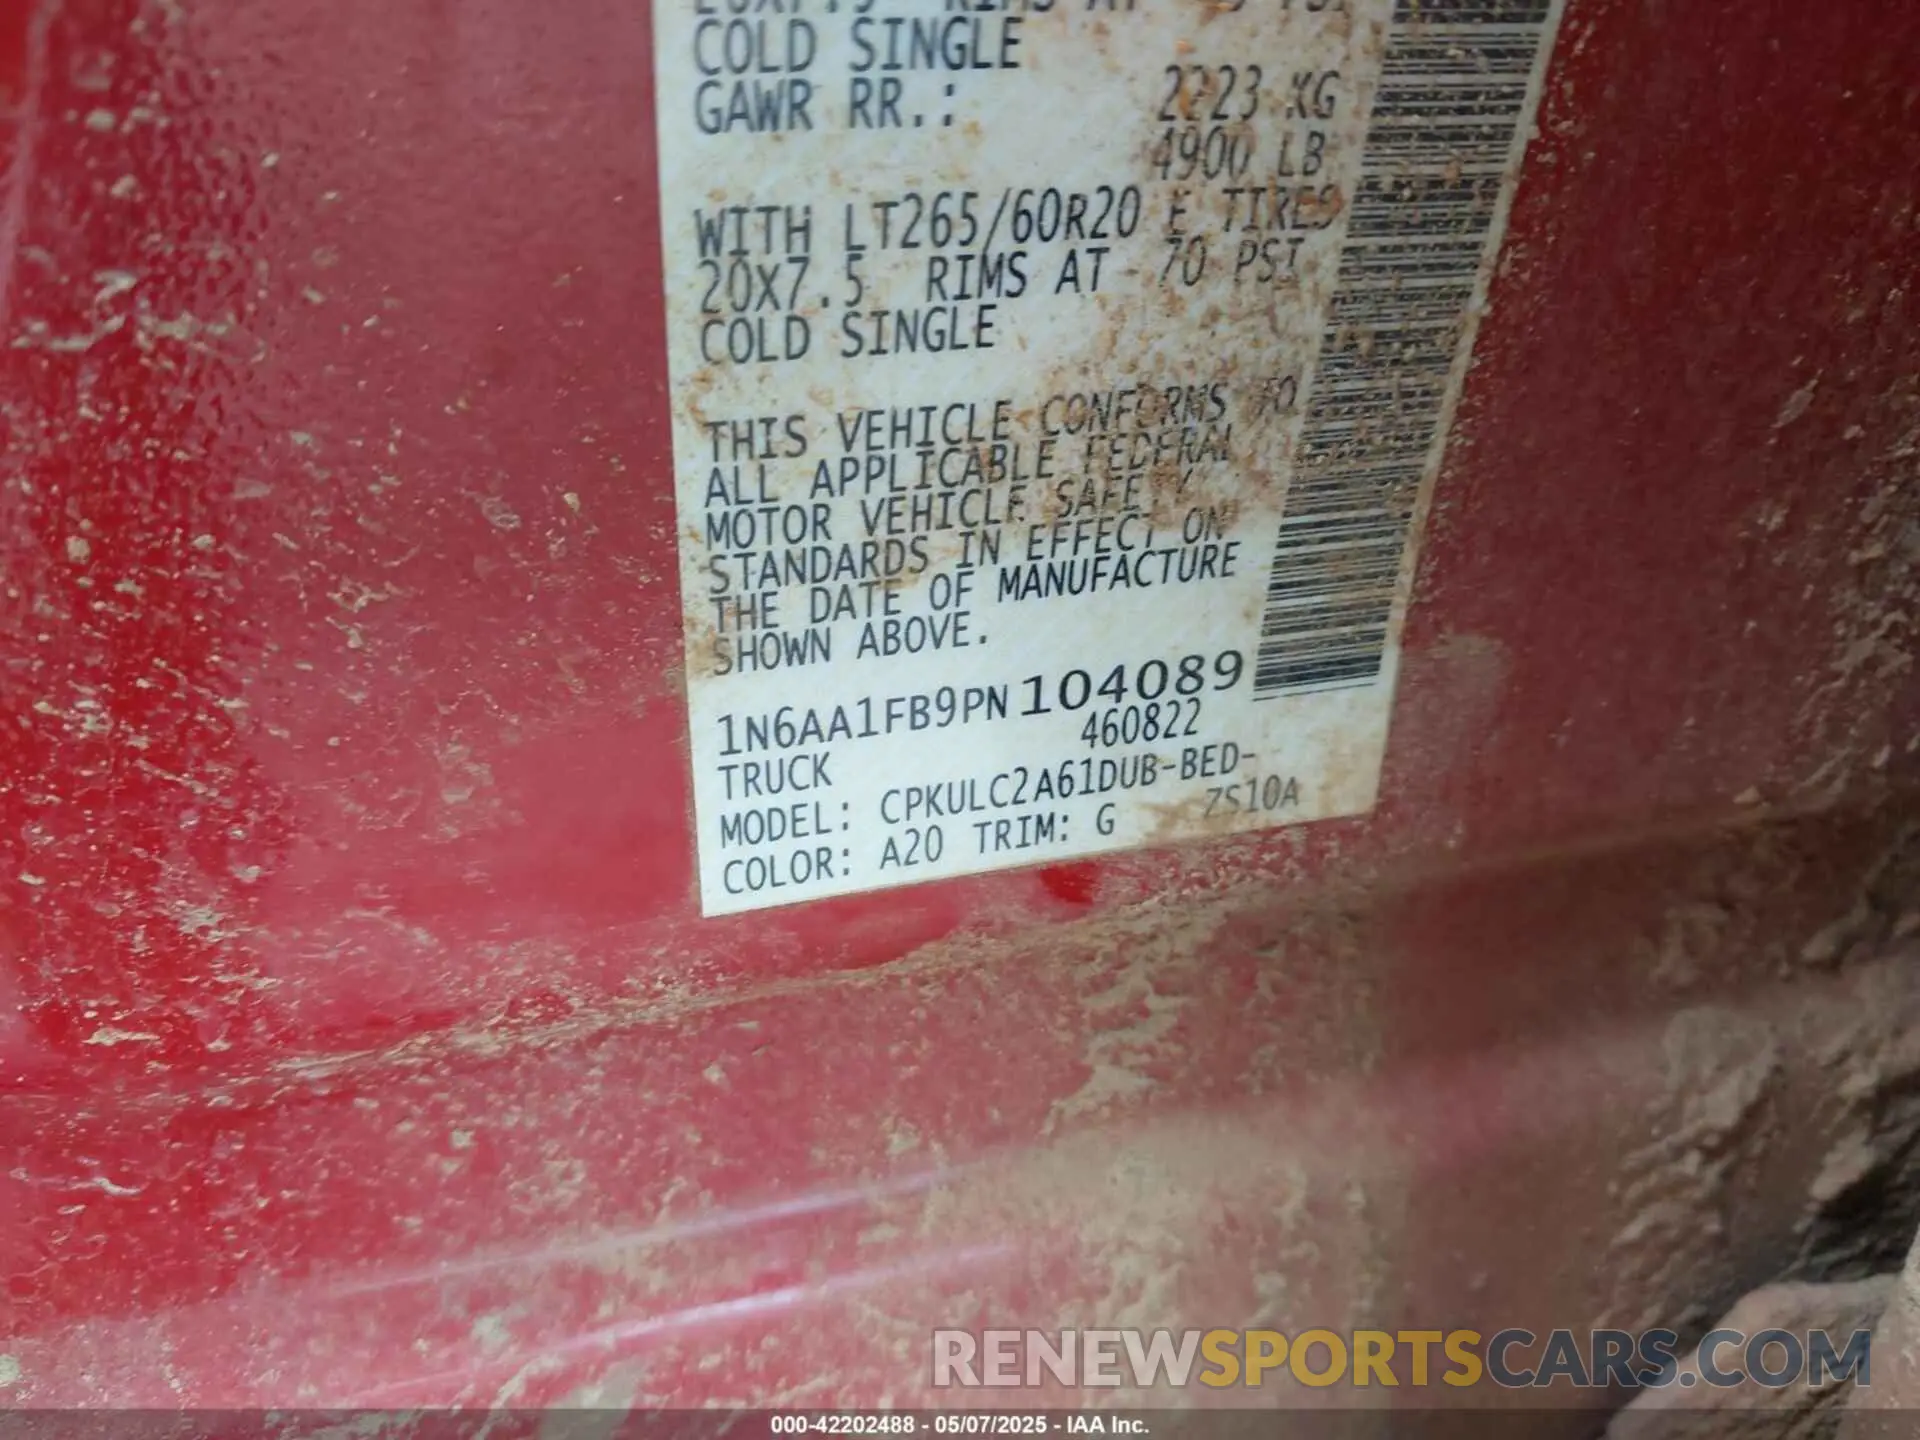 COLD SINGLE
GAWR RR.: 2223 KG
4900 LB
WITH LT265/60R20 E TIRES
20X7.5 RIMS AT 70 PSI
COLD SINGLE
THIS VEHICLE CONFORMS TO
ALL APPLICABLE FEDERAL
MOTOR VEHICLE SAFETY
STANDARDS IN EFFECT ON
THE DATE OF MANUFACTURE
SHOWN ABOVE.
1N6AA1FB9PN104089
460822
TRUCK
MODEL: CPKULC2A61DUB-BED-
COLOR: A20 TRIM: G ZS10A
RENEWSPORTSCARS.COM
000-42202488 - 05/07/2025 - IAA Inc.